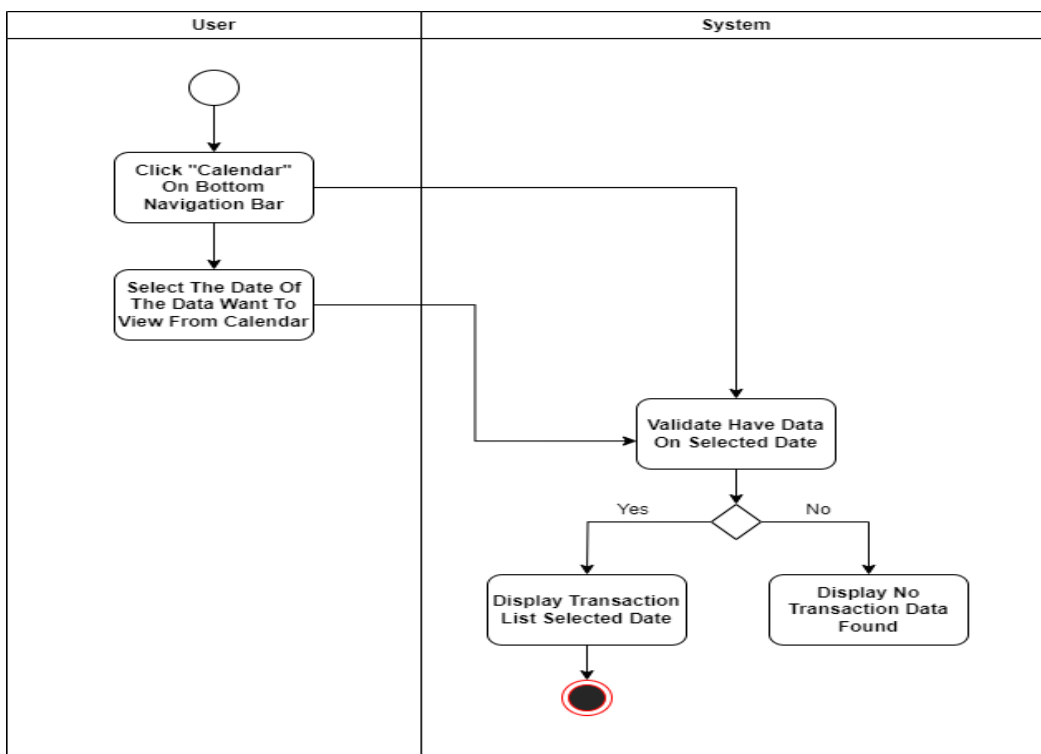 User
System
Click "Calendar"
On Bottom
Navigation Bar
Select The Date Of
The Data Want To
View From Calendar
Validate Have Data
On Selected Date
Yes
No
Display Transaction
List Selected Date
Display No
Transaction Data
Found